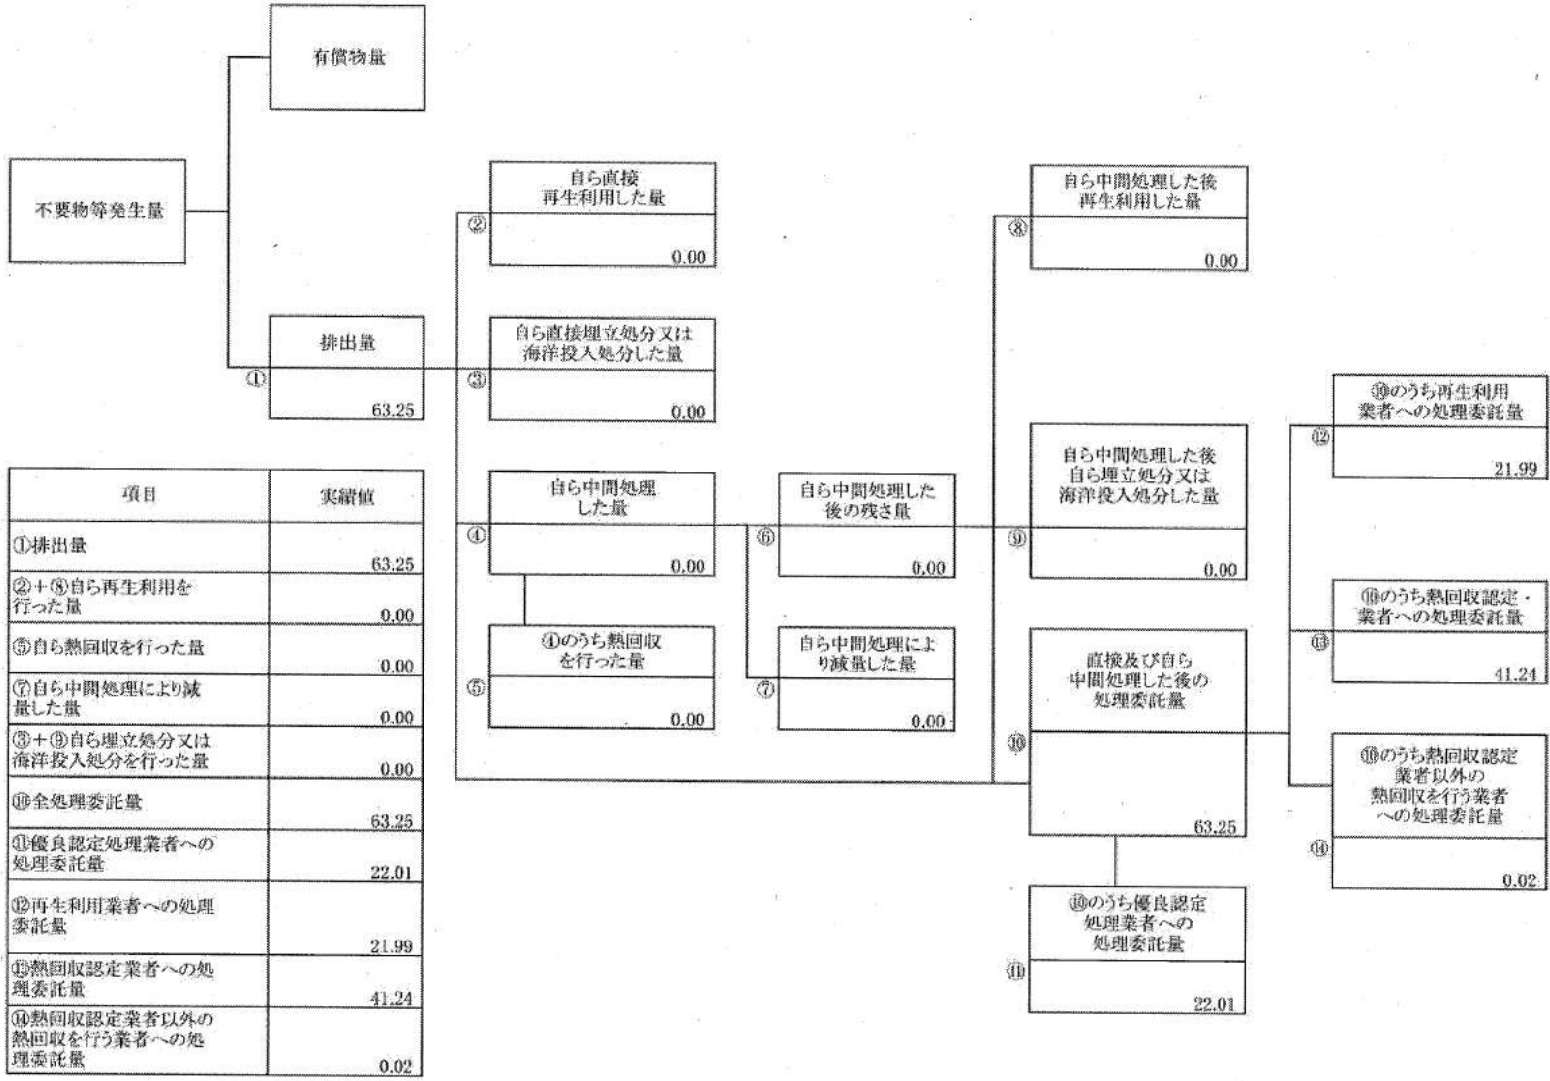 有償物量
不要物等発生量
排出量
①
63.25
自ら直接
再生利用した量
②
0.00
自ら直接埋立処分又は
海洋投入処分した量
③
0.00
自ら中間処理
した量
④
0.00
④のうち熱回収
を行った量
⑤
0.00
自ら中間処理した
後の残さ量
⑥
0.00
自ら中間処理によ
り減量した量
⑦
0.00
自ら中間処理した後
再生利用した量
⑧
0.00
自ら中間処理した後
自ら埋立処分又は
海洋投入処分した量
⑨
0.00
直接及び自ら
中間処理した後の
処理委託量
⑩
63.25
⑩のうち優良認定
処理業者への
処理委託量
⑪
22.01
⑩のうち再生利用
業者への処理委託量
⑫
21.99
⑩のうち熱回収認定・
業者への処理委託量
⑬
41.24
⑩のうち熱回収認定
業者以外の
熱回収を行う業者
への処理委託量
⑭
0.02
項目 実績値
①排出量
63.25
②+⑧自ら再生利用を
行った量
0.00
⑤自ら熱回収を行った量
0.00
⑦自ら中間処理により減
量した量
0.00
③+⑨自ら埋立処分又は
海洋投入処分を行った量
0.00
⑩全処理委託量
63.25
⑪優良認定処理業者への
処理委託量
22.01
⑫再生利用業者への処理
委託量
21.99
⑬熱回収認定業者への処
理委託量
41.24
⑭熱回収認定業者以外の
熱回収を行う業者への処
理委託量
0.02